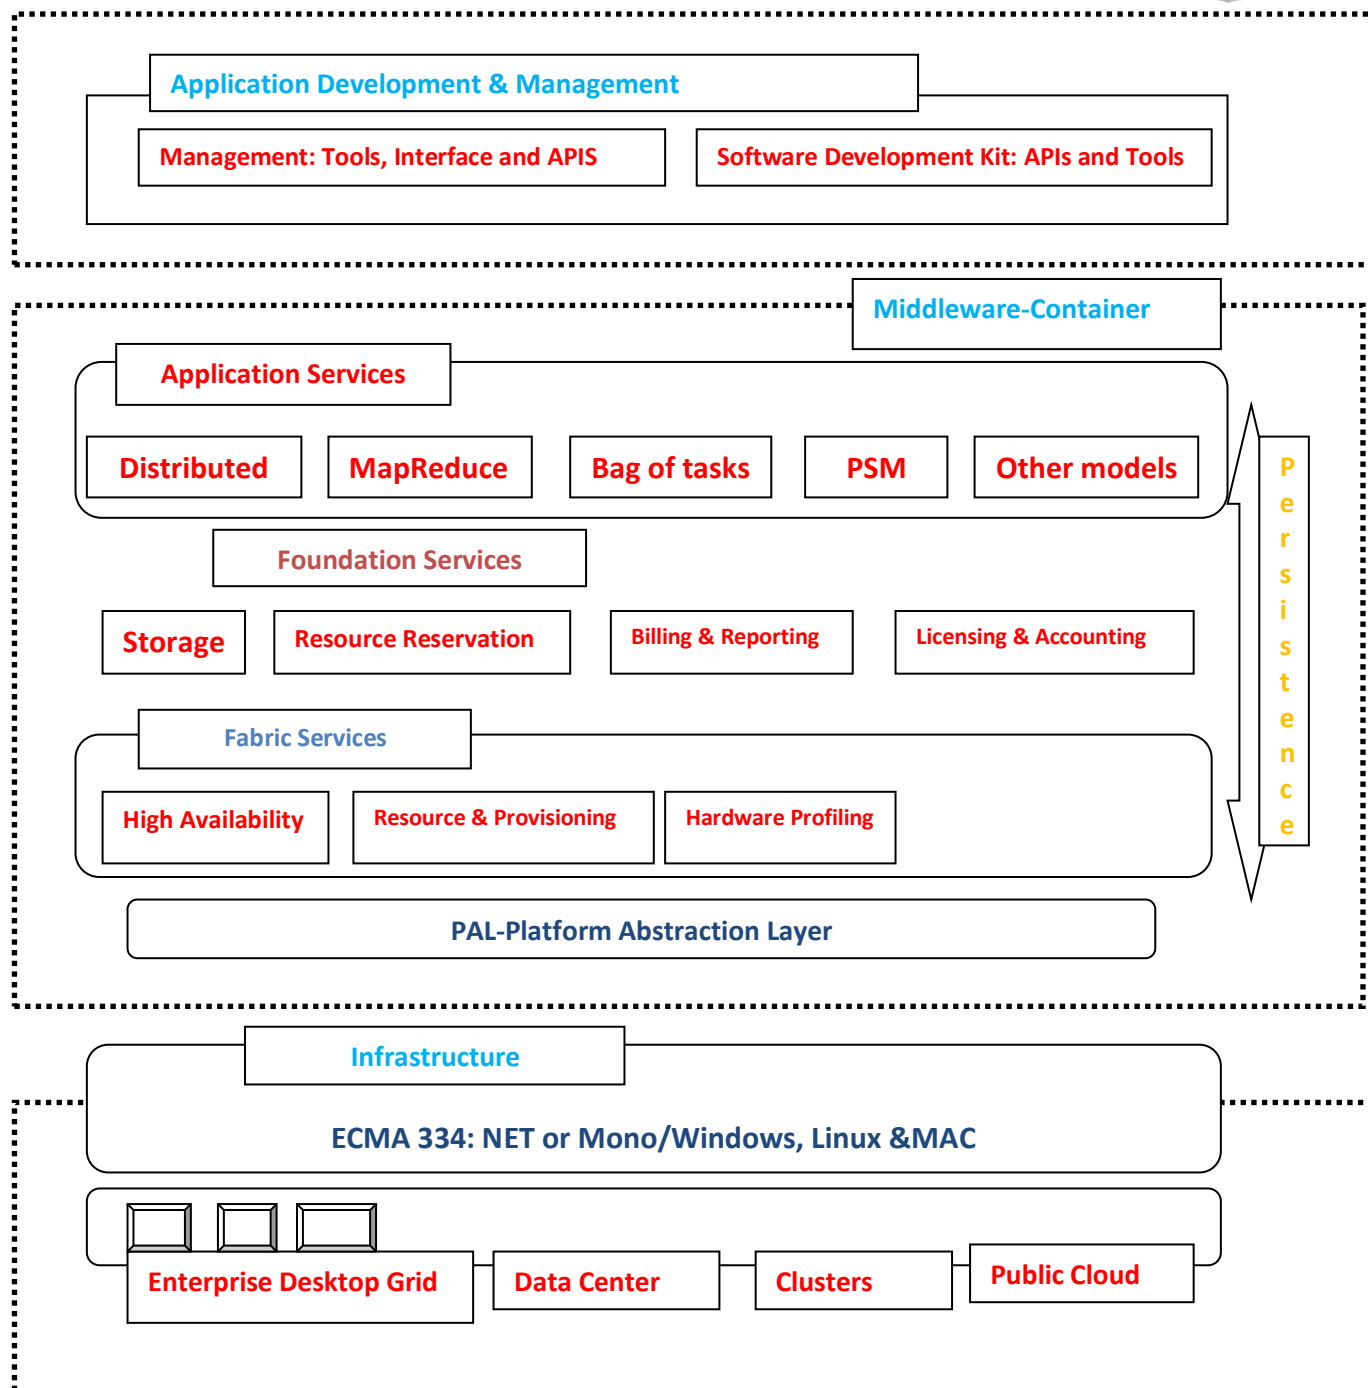 Application Development & Management
Management: Tools, Interface and APIS
Software Development Kit: APIs and Tools
Middleware-Container
Application Services
Distributed
MapReduce
Bag of tasks
PSM
Other models
Persistence
Foundation Services
Storage
Resource Reservation
Billing & Reporting
Licensing & Accounting
Fabric Services
High Availability
Resource & Provisioning
Hardware Profiling
PAL-Platform Abstraction Layer
Infrastructure
ECMA 334: NET or Mono/Windows, Linux &MAC
Enterprise Desktop Grid
Data Center
Clusters
Public Cloud